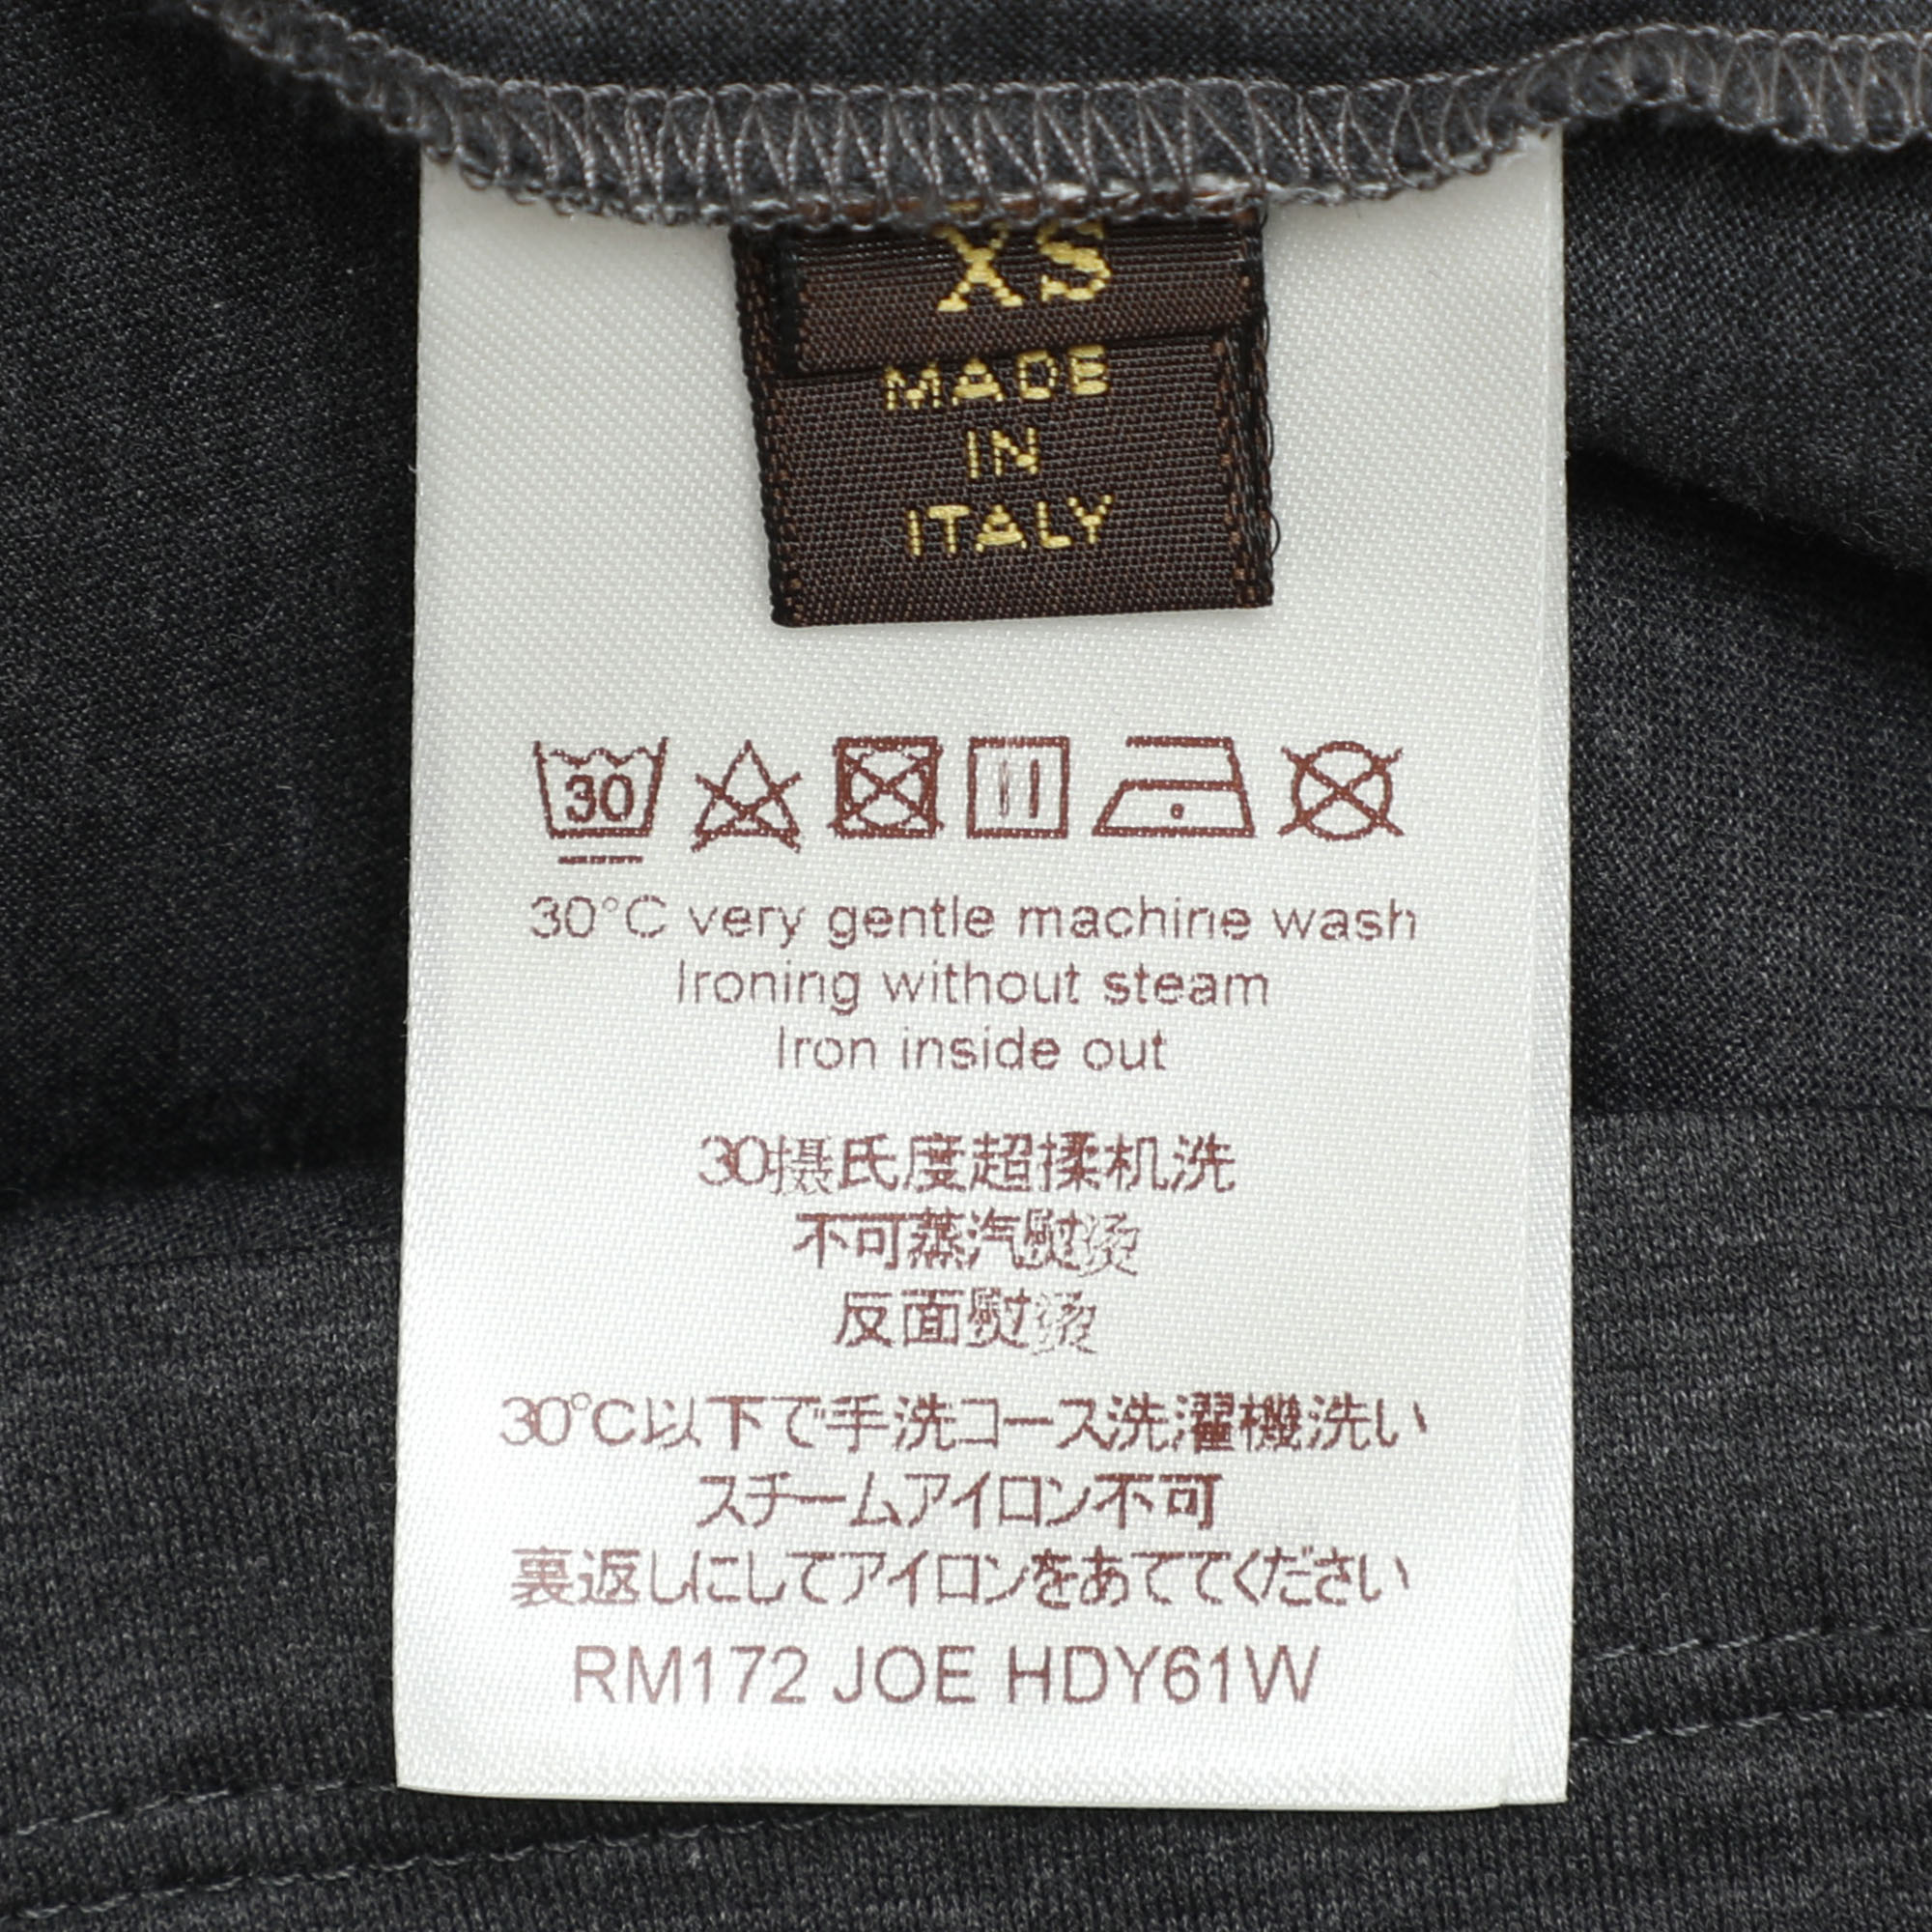 XS
MADE
IN
ITALY
30
30°C very gentle machine wash
Ironing without steam
Iron inside out
30摄氏度超揉机洗
不可蒸汽熨烫
反面熨烫
30°C以下で手洗コース洗濯機洗い
スチームアイロン不可
裏返しにしてアイロンをあててください
RM172 JOE HDY61W